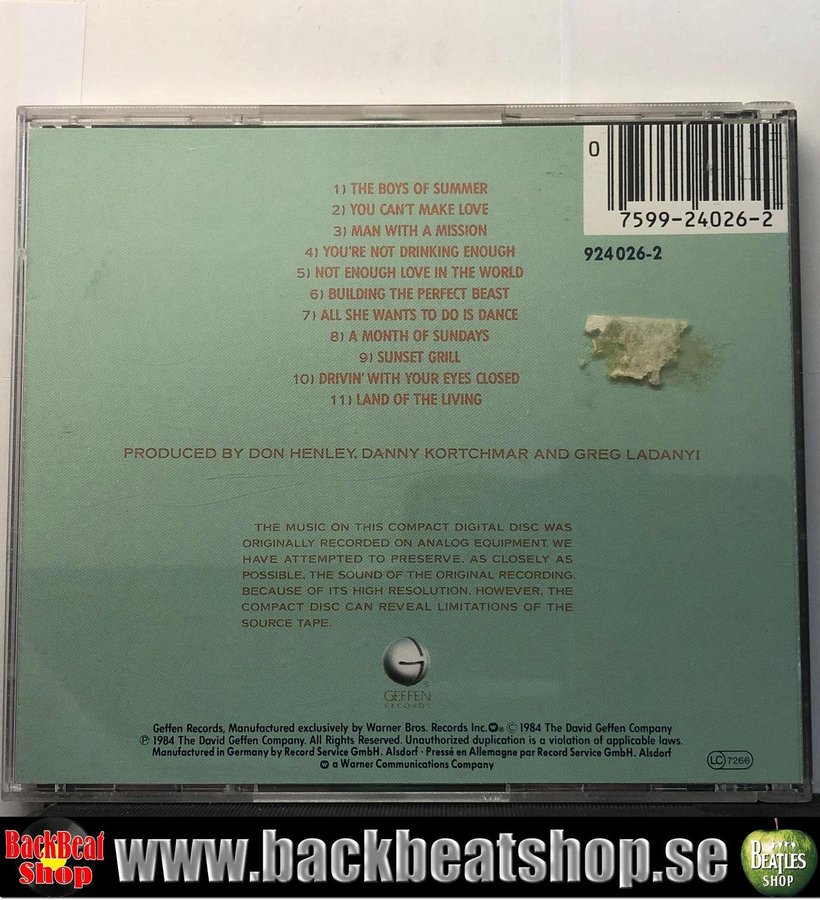 0
7599-24026-2
924026-2
1) THE BOYS OF SUMMER
2) YOU CAN'T MAKE LOVE
3) MAN WITH A MISSION
4) YOU'RE NOT DRINKING ENOUGH
5) NOT ENOUGH LOVE IN THE WORLD
6) BUILDING THE PERFECT BEAST
7) ALL SHE WANTS TO DO IS DANCE
8) A MONTH OF SUNDAYS
9) SUNSET GRILL
10) DRIVIN' WITH YOUR EYES CLOSED
11) LAND OF THE LIVING
PRODUCED BY DON HENLEY, DANNY KORTCHMAR AND GREG LADANYI
THE MUSIC ON THIS COMPACT DIGITAL DISC WAS
ORIGINALLY RECORDED ON ANALOG EQUIPMENT. WE
HAVE ATTEMPTED TO PRESERVE, AS CLOSELY AS
POSSIBLE, THE SOUND OF THE ORIGINAL RECORDING.
BECAUSE OF ITS HIGH RESOLUTION, HOWEVER, THE
COMPACT DISC CAN REVEAL LIMITATIONS OF THE
SOURCE TAPE.
GEFFEN
RECORDS
Geffen Records, Manufactured exclusively by Warner Bros. Records Inc. ® © 1984 The David Geffen Company
℗ 1984 The David Geffen Company. All Rights Reserved. Unauthorized duplication is a violation of applicable laws.
Manufactured in Germany by Record Service GmbH. Alsdorf · Pressé en Allemagne par Record Service GmbH. Alsdorf
a Warner Communications Company
LC 7266
BackBeat
Shop
www.backbeatshop.se
BEATLES
SHOP